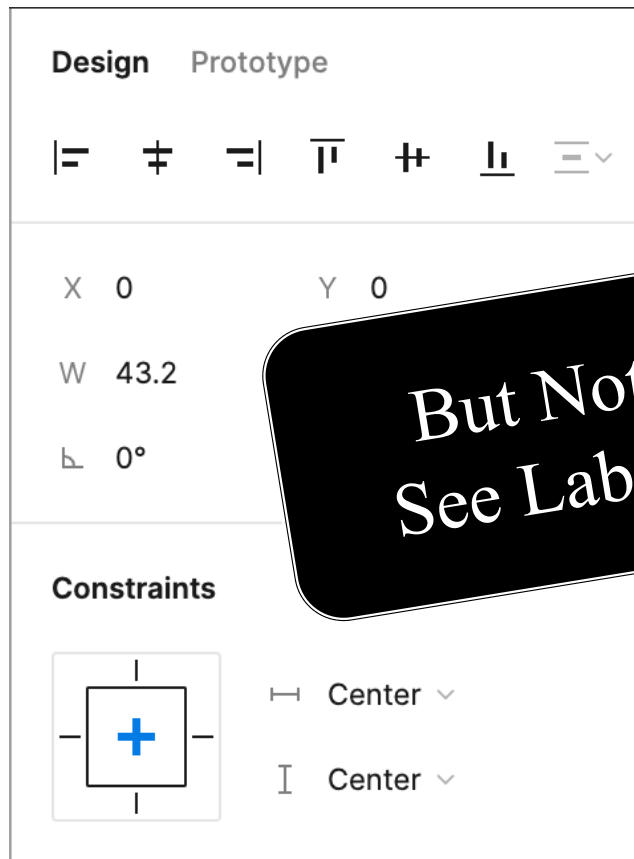 Design Prototype
X 0 Y 0
W 43.2
0°
But Not
See Lab
Constraints
Center
Center